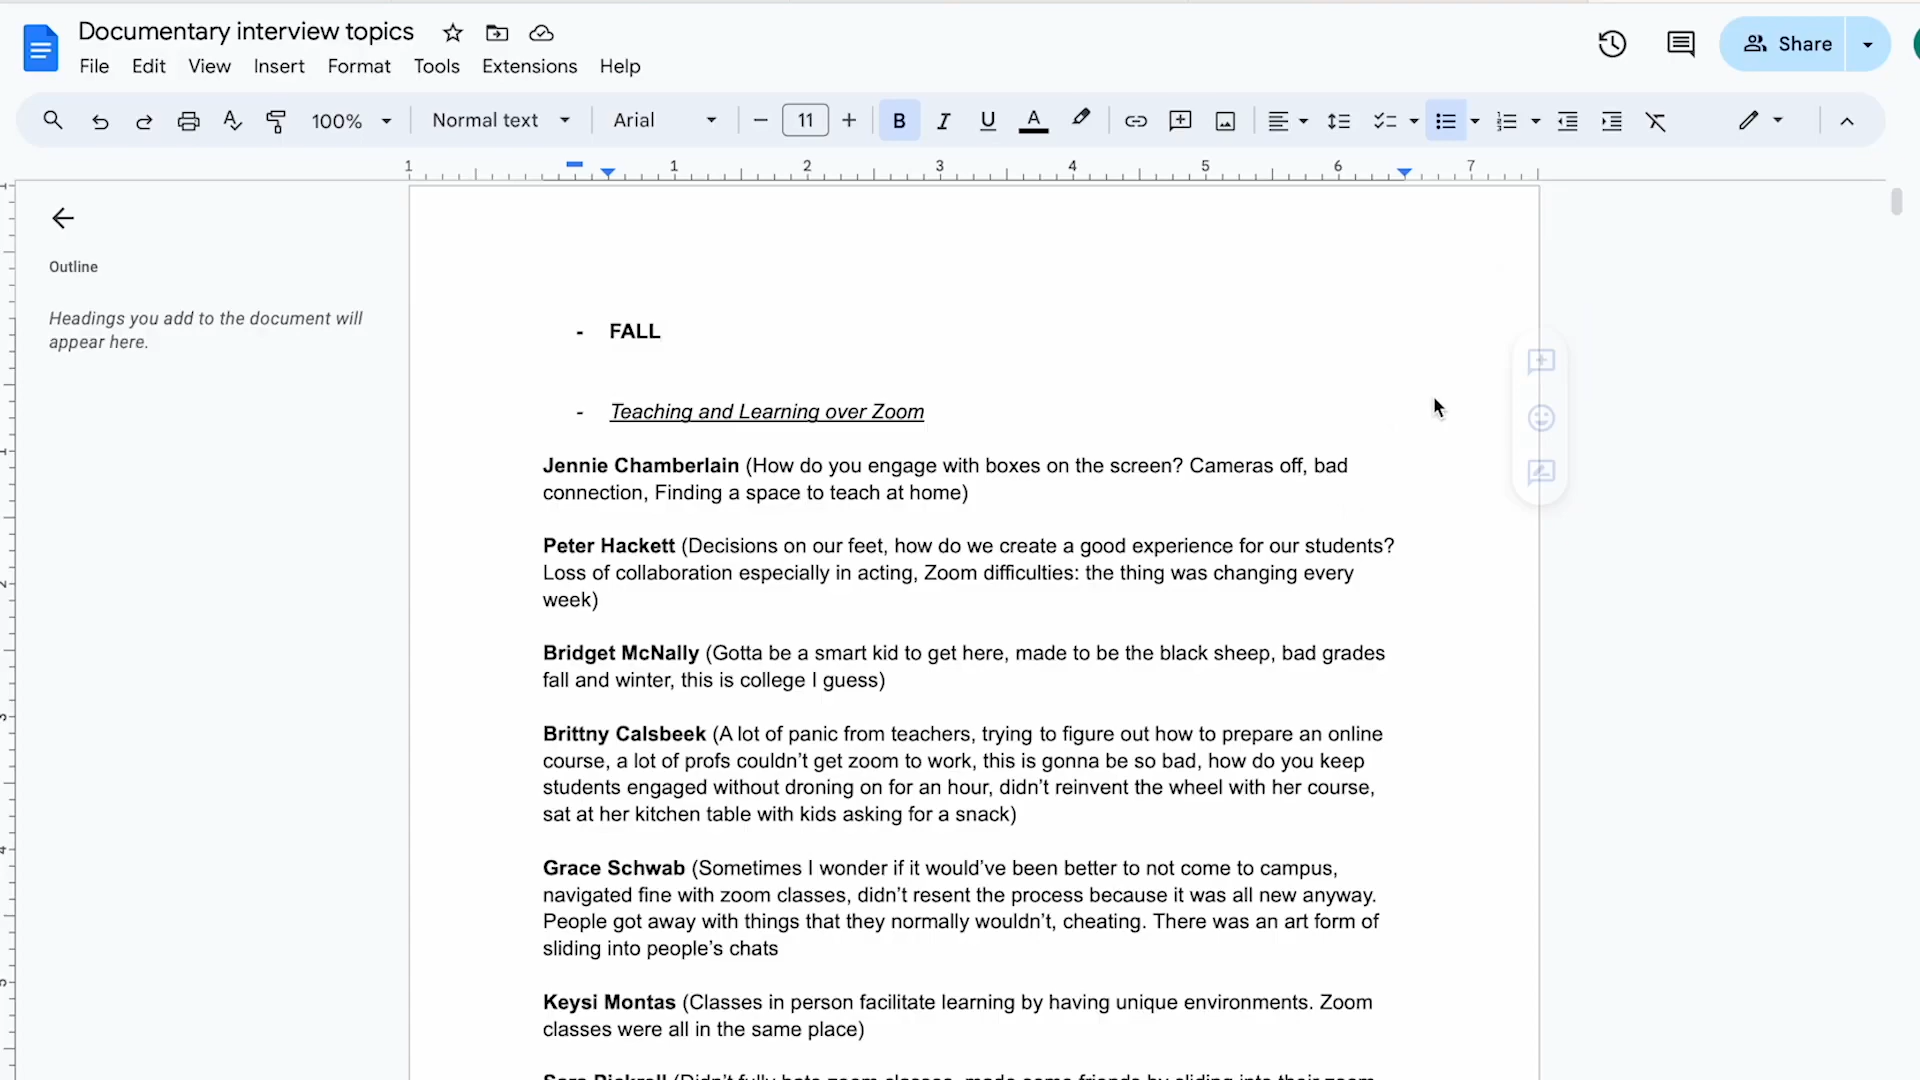 Documentary interview topics
File Edit View Insert Format Tools Extensions Help
Share
100% Normal text Arial 11 B I U A
1 1 2 3 4 5 6 7
Outline
Headings you add to the document will
appear here.
- FALL
- Teaching and Learning over Zoom
Jennie Chamberlain (How do you engage with boxes on the screen? Cameras off, bad
connection, Finding a space to teach at home)
Peter Hackett (Decisions on our feet, how do we create a good experience for our students?
Loss of collaboration especially in acting, Zoom difficulties: the thing was changing every
week)
Bridget McNally (Gotta be a smart kid to get here, made to be the black sheep, bad grades
fall and winter, this is college I guess)
Brittny Calsbeek (A lot of panic from teachers, trying to figure out how to prepare an online
course, a lot of profs couldn’t get zoom to work, this is gonna be so bad, how do you keep
students engaged without droning on for an hour, didn’t reinvent the wheel with her course,
sat at her kitchen table with kids asking for a snack)
Grace Schwab (Sometimes I wonder if it would’ve been better to not come to campus,
navigated fine with zoom classes, didn’t resent the process because it was all new anyway.
People got away with things that they normally wouldn’t, cheating. There was an art form of
sliding into people’s chats
Keysi Montas (Classes in person facilitate learning by having unique environments. Zoom
classes were all in the same place)